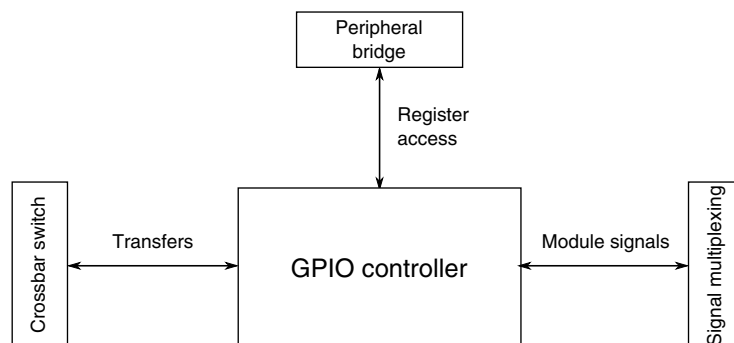 Peripheral
bridge
Register
access
Crossbar switch
Transfers
GPIO controller
Module signals
Signal multiplexing